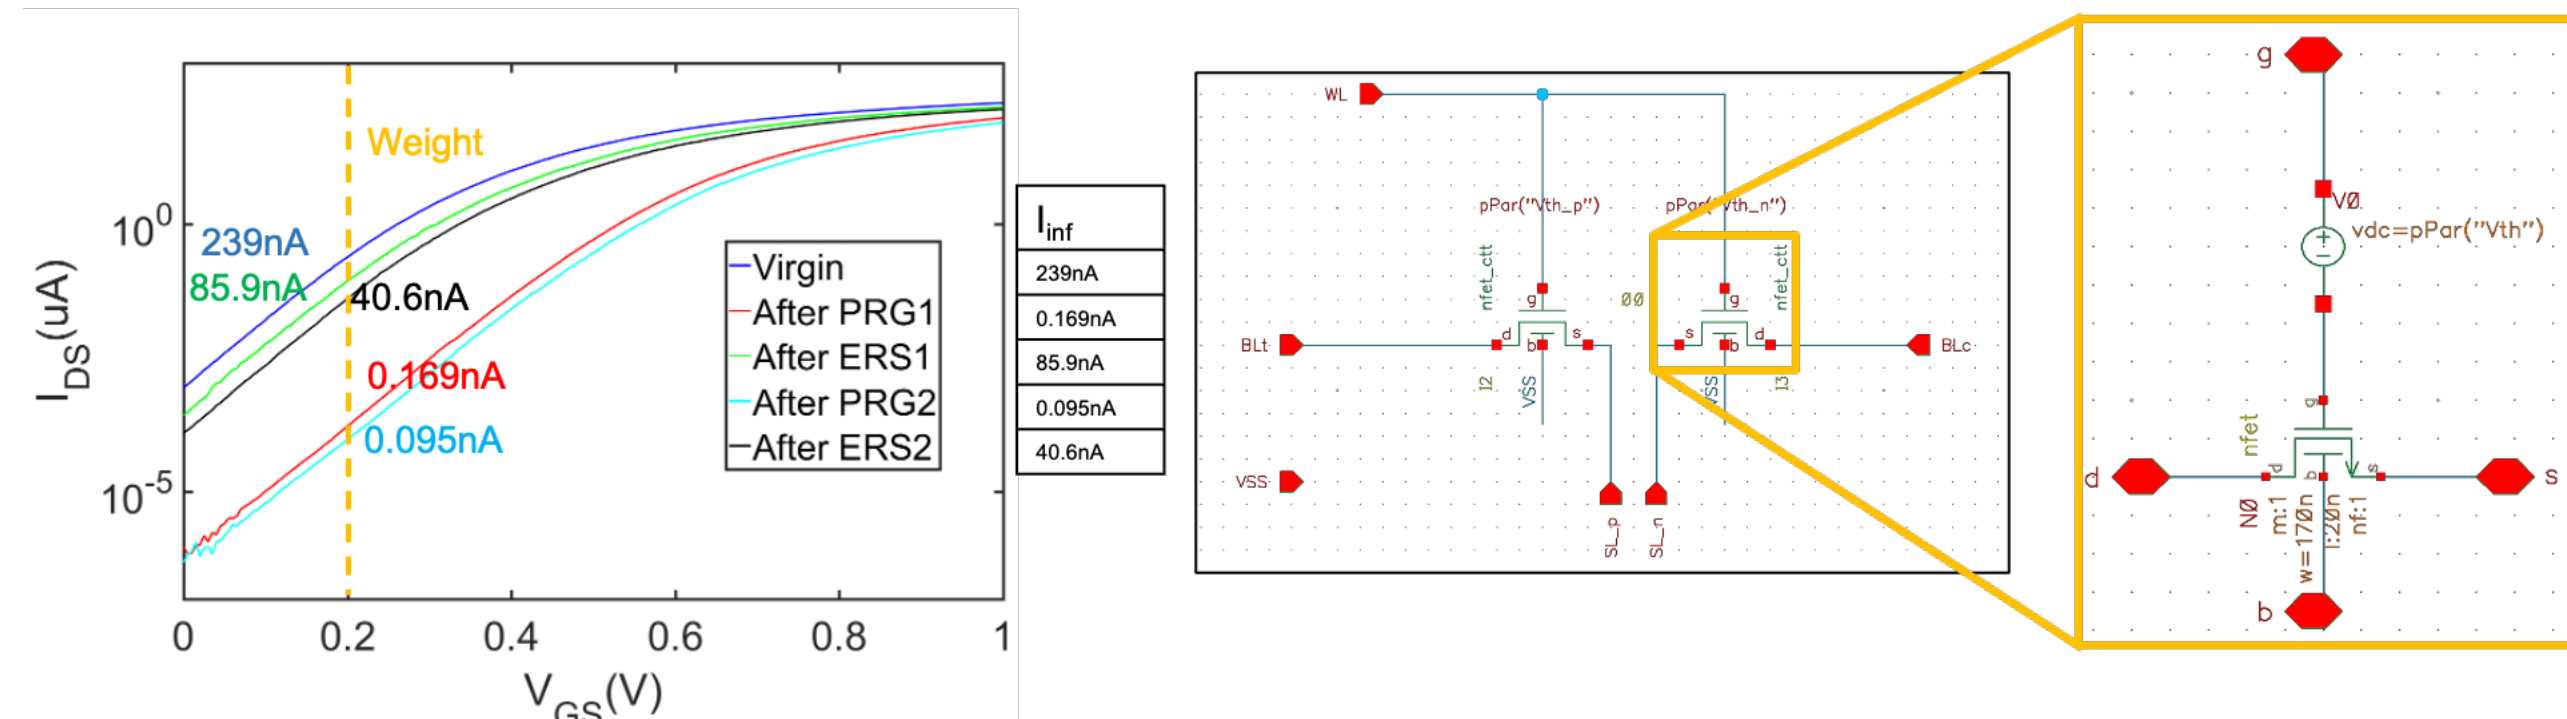 Weight
10^0
239nA
85.9nA
40.6nA
0.169nA
0.095nA
10^-5
I_DS(uA)
0
0.2
0.4
0.6
0.8
1
V_GS(V)
Virgin
After PRG1
After ERS1
After PRG2
After ERS2
I_inf
239nA
0.169nA
85.9nA
0.095nA
40.6nA
WL
pPar("Vth_p")
pPar("Vth_n")
nfet_ctt
nfet_ctt
g
g
d
s
b
s
d
b
BLt
BLc
I2
VSS
VSS
I3
VSS
SL_p
SL_n
g
V0
vdc=pPar("Vth")
g
nfet
d
d
b
s
s
N0
m:1
w=170n
l:20n
nf:1
b